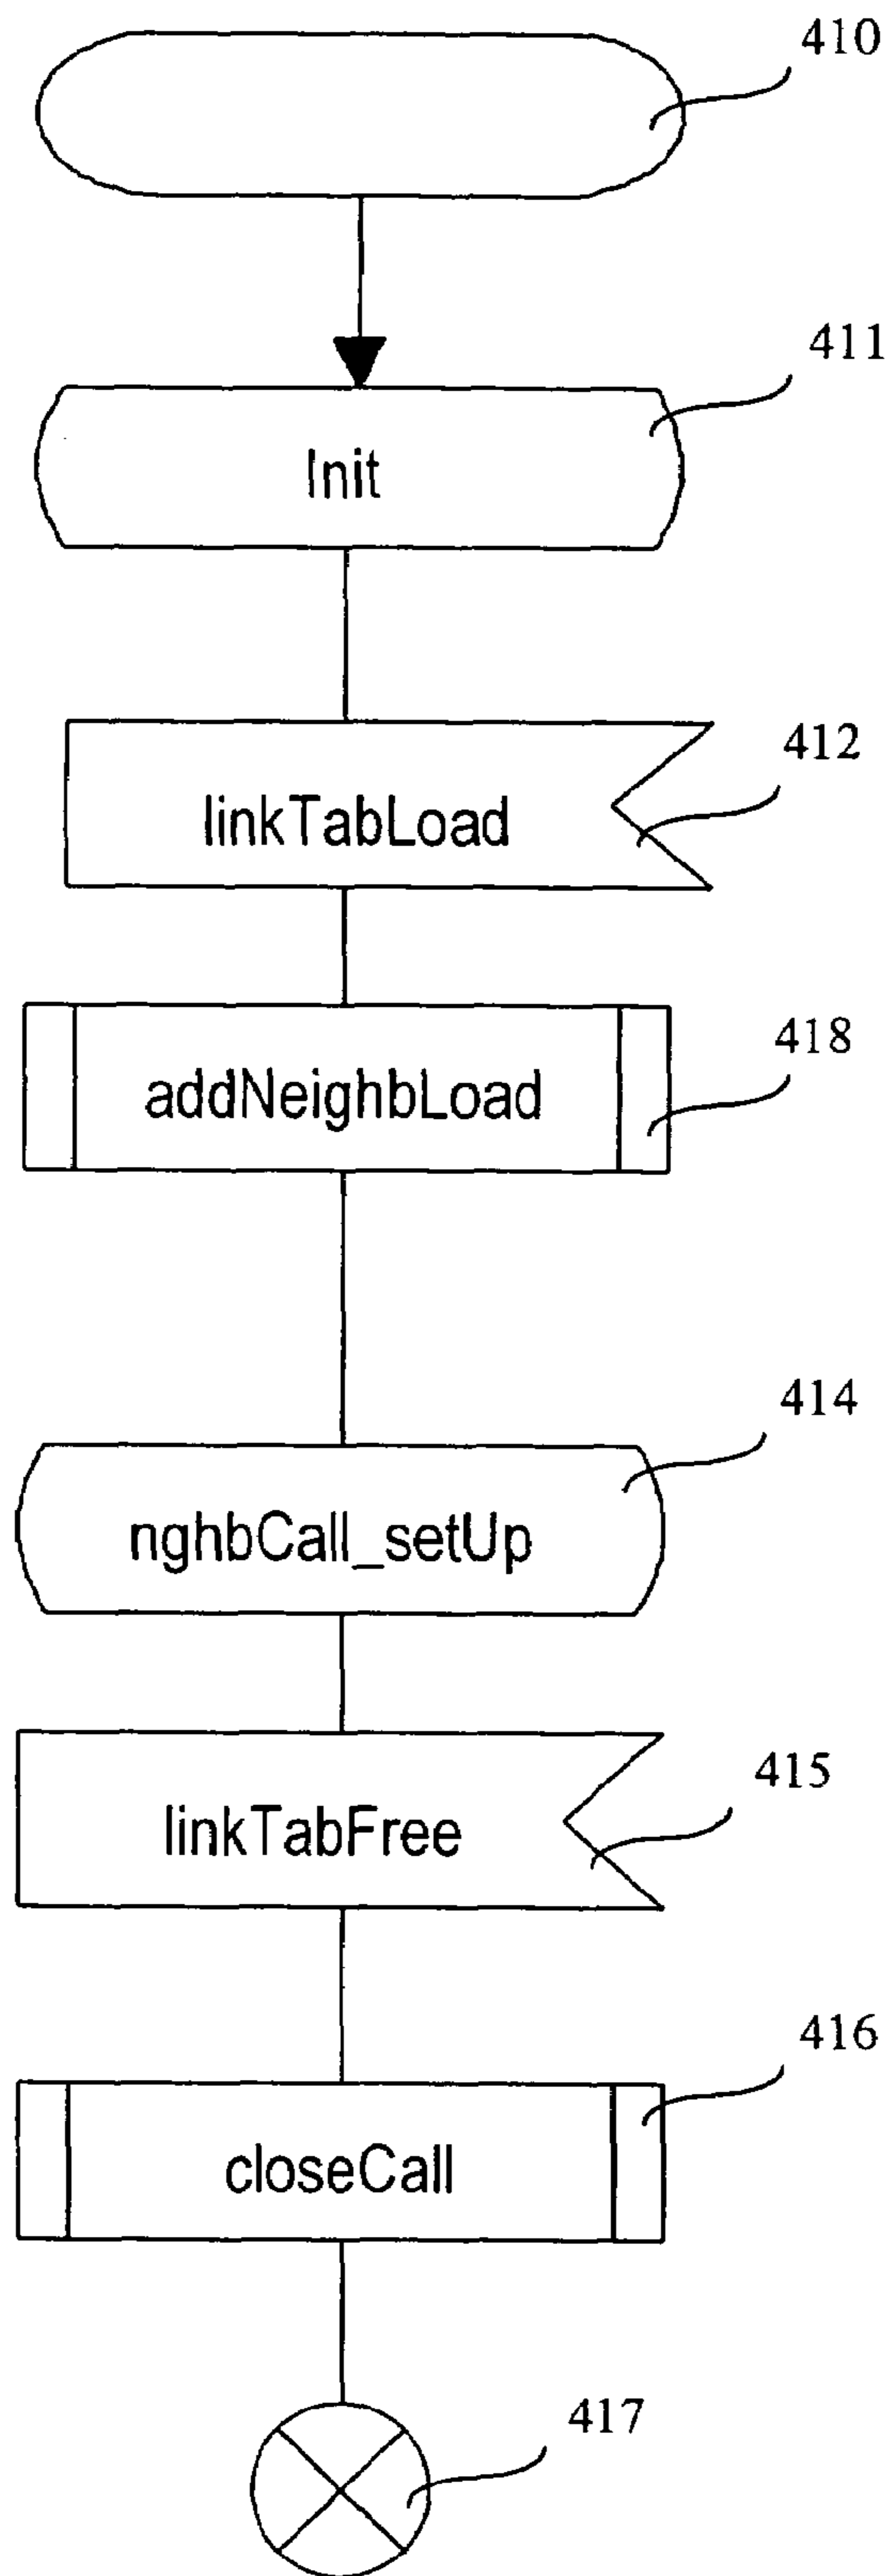 410
411
Init
412
linkTabLoad
418
addNeighbLoad
414
nghbCall_setUp
415
linkTabFree
416
closeCall
417